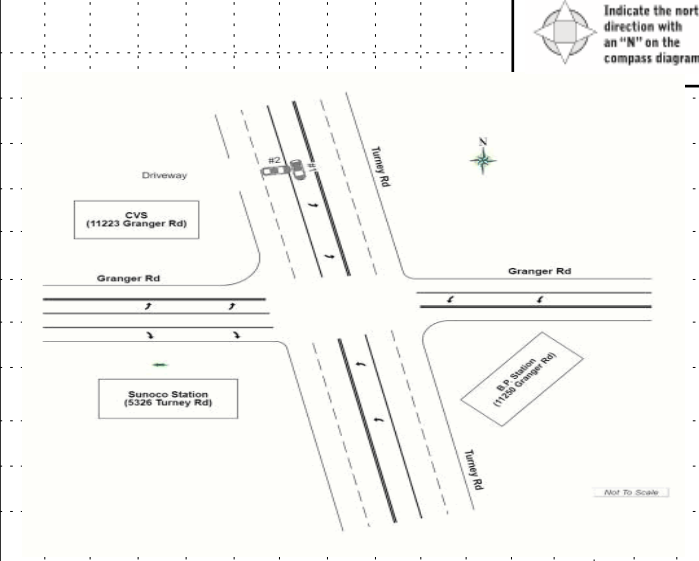 Indicate the nort
direction with
an "N" on the
compass diagram
N
#2
#1
Turney Rd
Driveway
CVS
(11223 Granger Rd)
Granger Rd
Granger Rd
B.P. Station
(11250 Granger Rd)
Sunoco Station
(5326 Turney Rd)
Turney Rd
Not To Scale